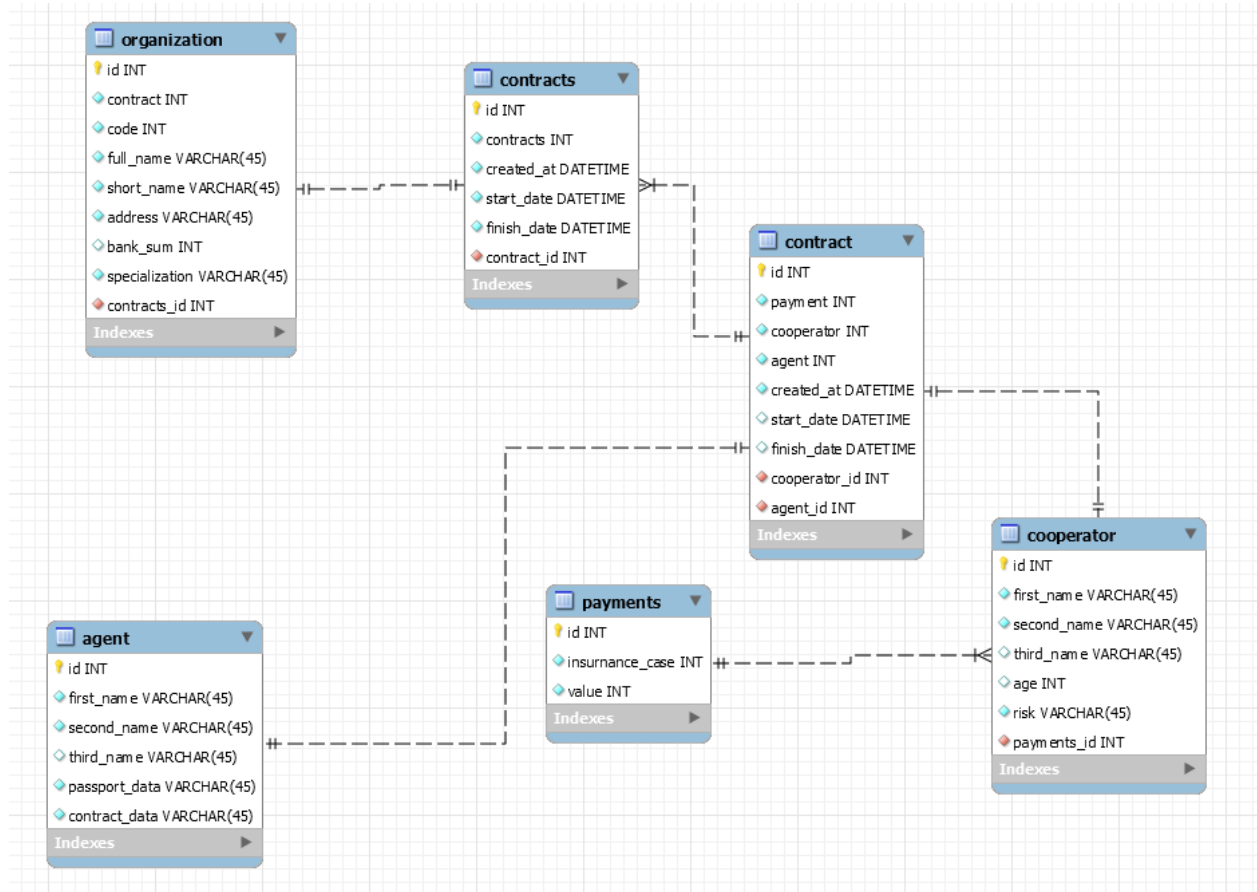 organization
id INT
contract INT
code INT
full_name VARCHAR(45)
short_name VARCHAR(45)
address VARCHAR(45)
bank_sum INT
specialization VARCHAR(45)
contracts_id INT
Indexes
contracts
id INT
contracts INT
created_at DATETIME
start_date DATETIME
finish_date DATETIME
contract_id INT
Indexes
contract
id INT
payment INT
cooperator INT
agent INT
created_at DATETIME
start_date DATETIME
finish_date DATETIME
cooperator_id INT
agent_id INT
Indexes
cooperator
id INT
first_name VARCHAR(45)
second_name VARCHAR(45)
third_name VARCHAR(45)
age INT
risk VARCHAR(45)
payments_id INT
Indexes
payments
id INT
insurnance_case INT
value INT
Indexes
agent
id INT
first_name VARCHAR(45)
second_name VARCHAR(45)
third_name VARCHAR(45)
passport_data VARCHAR(45)
contract_data VARCHAR(45)
Indexes